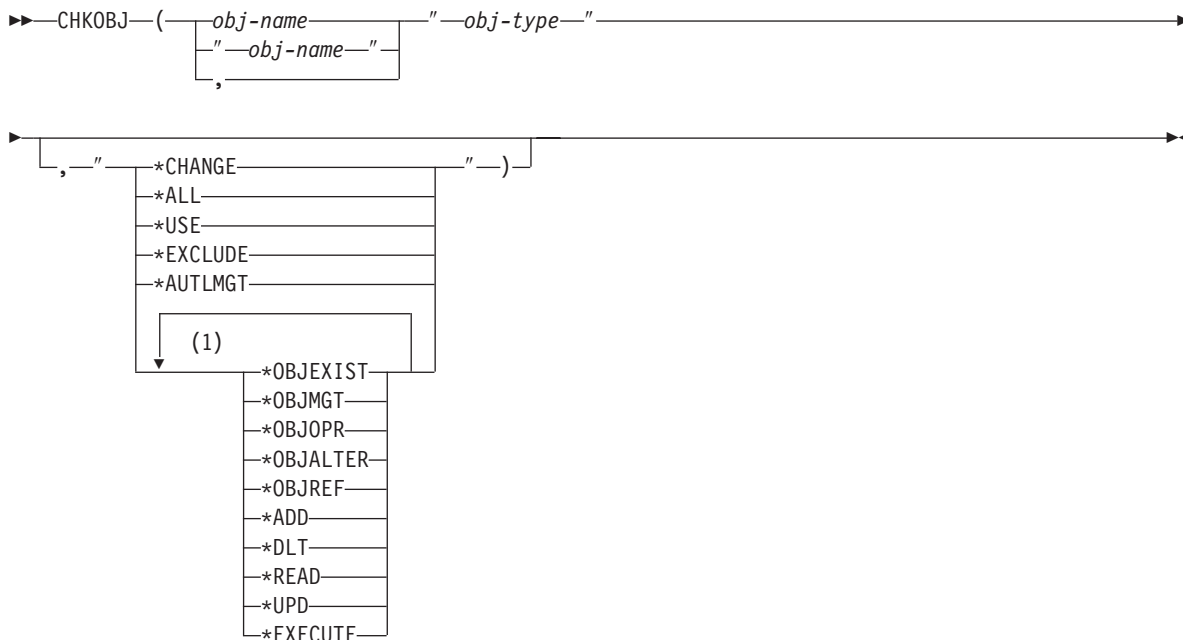 CHKOBJ ( obj-name " obj-type "
" obj-name "
,
, " *CHANGE " )
*ALL
*USE
*EXCLUDE
*AUTLMGT
(1)
*OBJEXIST
*OBJMGT
*OBJOPR
*OBJALTER
*OBJREF
*ADD
*DLT
*READ
*UPD
*EXECUTE